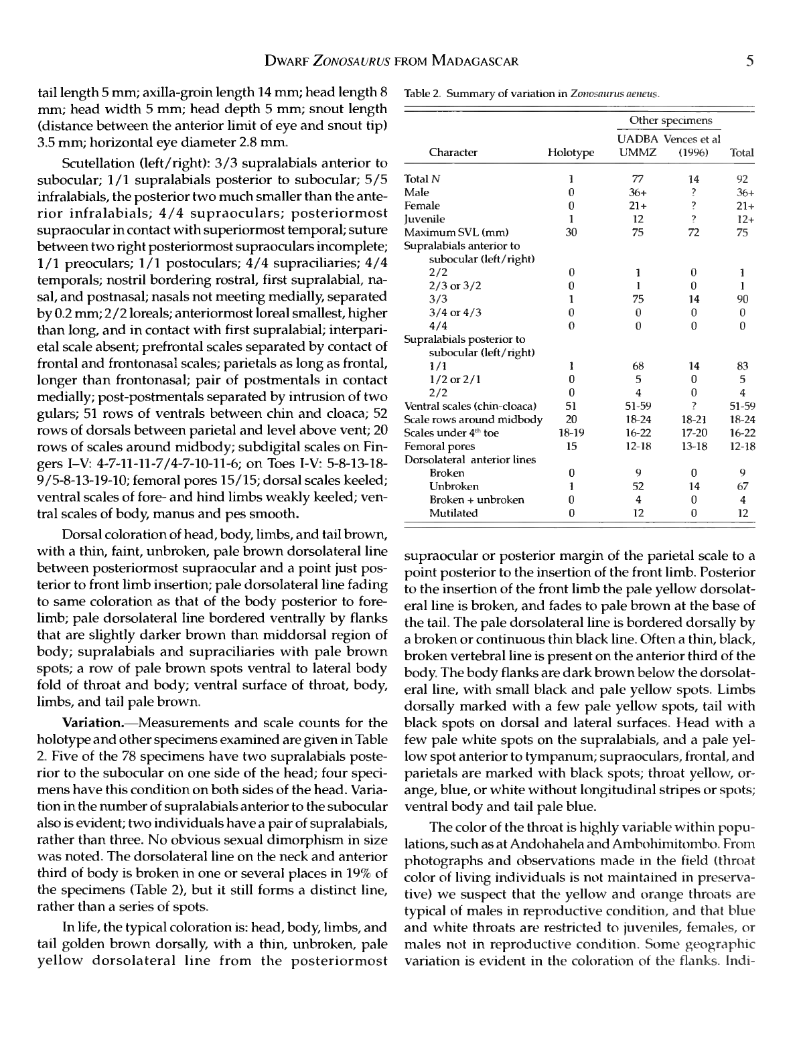 DWARF ZONOSAURUS FROM MADAGASCAR 5
tail length 5 mm; axilla-groin length 14 mm; head length 8
mm; head width 5 mm; head depth 5 mm; snout length
(distance between the anterior limit of eye and snout tip)
3.5 mm; horizontal eye diameter 2.8 mm.
Scutellation (left/right): 3/3 supralabials anterior to
subocular; 1/1 supralabials posterior to subocular; 5/5
infralabials, the posterior two much smaller than the ante-
rior infralabials; 4/4 supraoculars; posteriormost
supraocular in contact with superiormost temporal; suture
between two right posteriormost supraoculars incomplete;
1/1 preoculars; 1/1 postoculars; 4/4 supraciliaries; 4/4
temporals; nostril bordering rostral, first supralabial, na-
sal, and postnasal; nasals not meeting medially, separated
by 0.2 mm; 2/2 loreals; anteriormost loreal smallest, higher
than long, and in contact with first supralabial; interpari-
etal scale absent; prefrontal scales separated by contact of
frontal and frontonasal scales; parietals as long as frontal,
longer than frontonasal; pair of postmentals in contact
medially; post-postmentals separated by intrusion of two
gulars; 51 rows of ventrals between chin and cloaca; 52
rows of dorsals between parietal and level above vent; 20
rows of scales around midbody; subdigital scales on Fin-
gers I–V: 4-7-11-11-7/4-7-10-11-6; on Toes I-V: 5-8-13-18-
9/5-8-13-19-10; femoral pores 15/15; dorsal scales keeled;
ventral scales of fore- and hind limbs weakly keeled; ven-
tral scales of body, manus and pes smooth.
Dorsal coloration of head, body, limbs, and tail brown,
with a thin, faint, unbroken, pale brown dorsolateral line
between posteriormost supraocular and a point just pos-
terior to front limb insertion; pale dorsolateral line fading
to same coloration as that of the body posterior to fore-
limb; pale dorsolateral line bordered ventrally by flanks
that are slightly darker brown than middorsal region of
body; supralabials and supraciliaries with pale brown
spots; a row of pale brown spots ventral to lateral body
fold of throat and body; ventral surface of throat, body,
limbs, and tail pale brown.
Variation.—Measurements and scale counts for the
holotype and other specimens examined are given in Table
2. Five of the 78 specimens have two supralabials poste-
rior to the subocular on one side of the head; four speci-
mens have this condition on both sides of the head. Varia-
tion in the number of supralabials anterior to the subocular
also is evident; two individuals have a pair of supralabials,
rather than three. No obvious sexual dimorphism in size
was noted. The dorsolateral line on the neck and anterior
third of body is broken in one or several places in 19% of
the specimens (Table 2), but it still forms a distinct line,
rather than a series of spots.
In life, the typical coloration is: head, body, limbs, and
tail golden brown dorsally, with a thin, unbroken, pale
yellow dorsolateral line from the posteriormost
Table 2. Summary of variation in Zonosaurus aeneus.
Other specimens
UADBA Vences et al
Character Holotype UMMZ (1996) Total
Total N 1 77 14 92
Male 0 36+ ? 36+
Female 0 21+ ? 21+
Juvenile 1 12 ? 12+
Maximum SVL (mm) 30 75 72 75
Supralabials anterior to
subocular (left/right)
2/2 0 1 0 1
2/3 or 3/2 0 1 0 1
3/3 1 75 14 90
3/4 or 4/3 0 0 0 0
4/4 0 0 0 0
Supralabials posterior to
subocular (left/right)
1/1 1 68 14 83
1/2 or 2/1 0 5 0 5
2/2 0 4 0 4
Ventral scales (chin-cloaca) 51 51-59 ? 51-59
Scale rows around midbody 20 18-24 18-21 18-24
Scales under 4th toe 18-19 16-22 17-20 16-22
Femoral pores 15 12-18 13-18 12-18
Dorsolateral anterior lines
Broken 0 9 0 9
Unbroken 1 52 14 67
Broken + unbroken 0 4 0 4
Mutilated 0 12 0 12
supraocular or posterior margin of the parietal scale to a
point posterior to the insertion of the front limb. Posterior
to the insertion of the front limb the pale yellow dorsolat-
eral line is broken, and fades to pale brown at the base of
the tail. The pale dorsolateral line is bordered dorsally by
a broken or continuous thin black line. Often a thin, black,
broken vertebral line is present on the anterior third of the
body. The body flanks are dark brown below the dorsolat-
eral line, with small black and pale yellow spots. Limbs
dorsally marked with a few pale yellow spots, tail with
black spots on dorsal and lateral surfaces. Head with a
few pale white spots on the supralabials, and a pale yel-
low spot anterior to tympanum; supraoculars, frontal, and
parietals are marked with black spots; throat yellow, or-
ange, blue, or white without longitudinal stripes or spots;
ventral body and tail pale blue.
The color of the throat is highly variable within popu-
lations, such as at Andohahela and Ambohimitombo. From
photographs and observations made in the field (throat
color of living individuals is not maintained in preserva-
tive) we suspect that the yellow and orange throats are
typical of males in reproductive condition, and that blue
and white throats are restricted to juveniles, females, or
males not in reproductive condition. Some geographic
variation is evident in the coloration of the flanks. Indi-